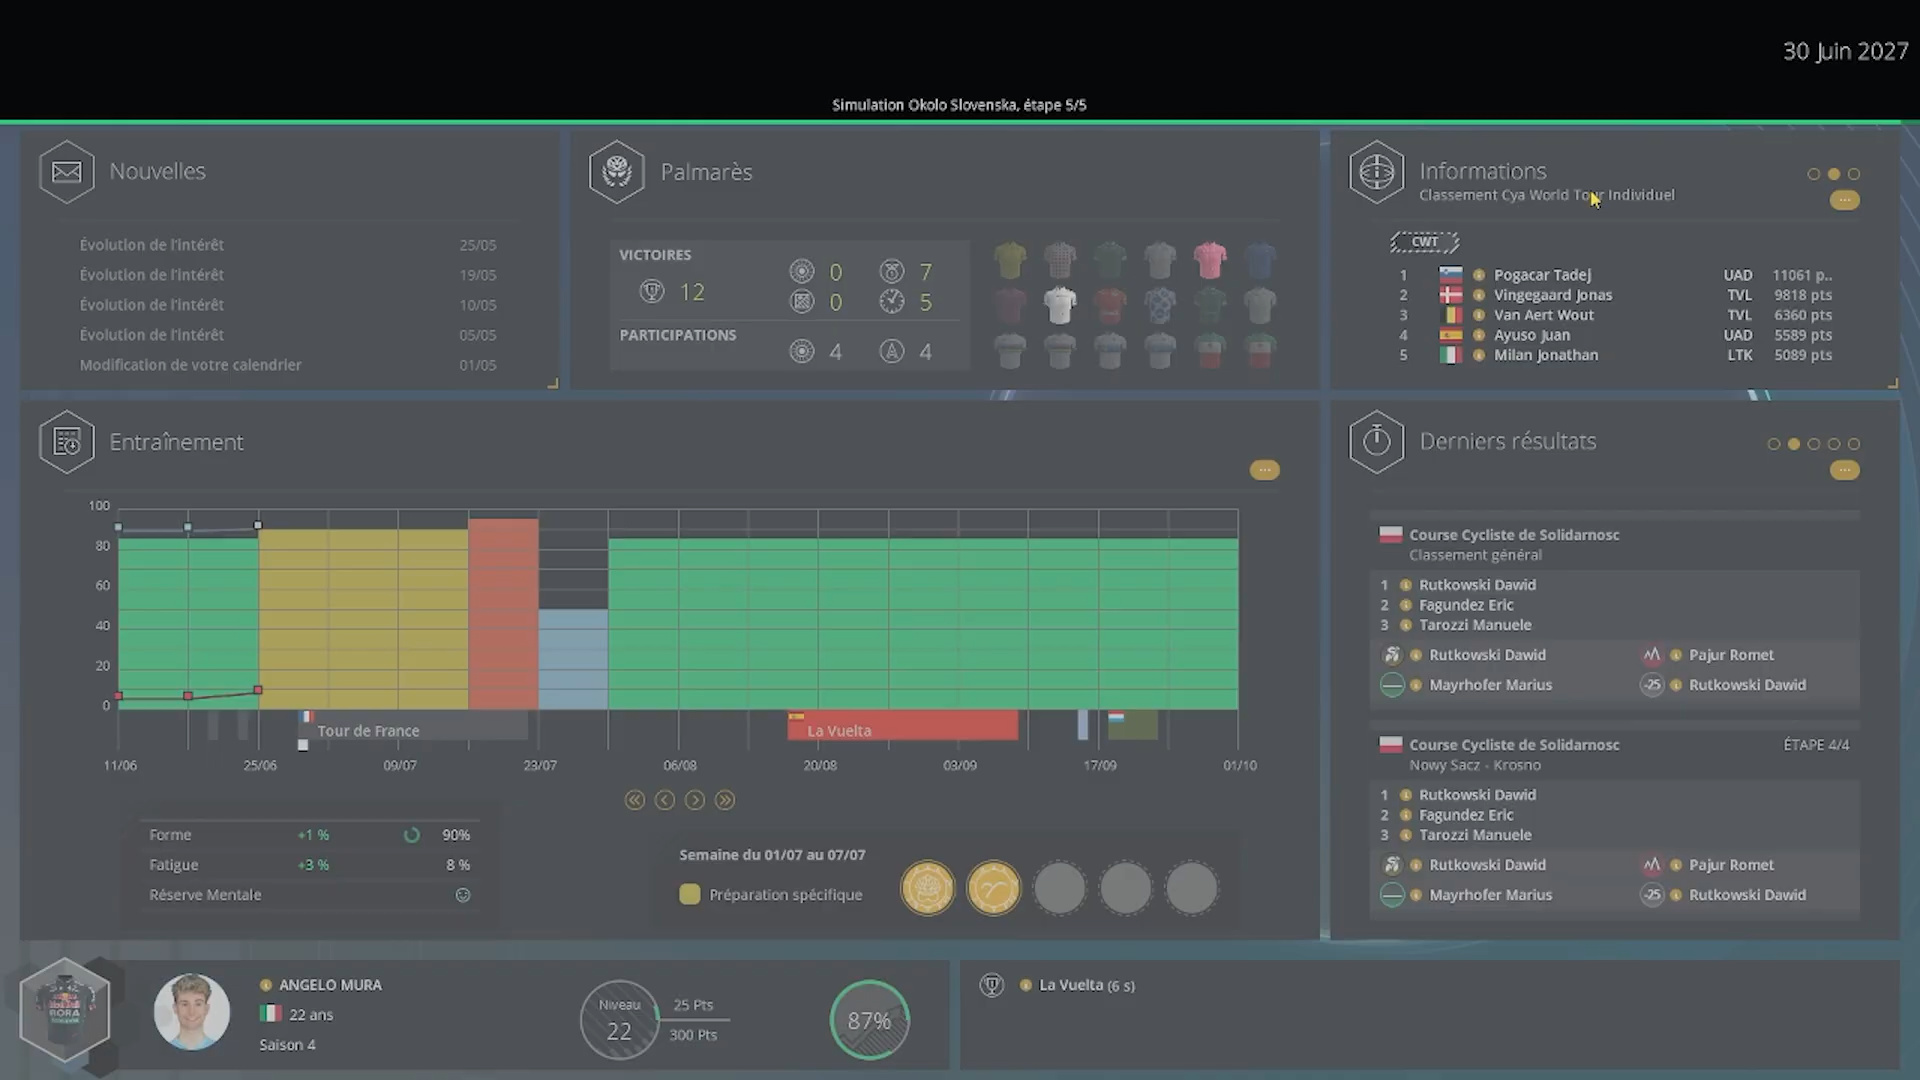 30 Juin 2027
Simulation Okolo Slovenska, étape 5/5
Nouvelles
Évolution de l'intérêt 25/05
Évolution de l'intérêt 19/05
Évolution de l'intérêt 10/05
Évolution de l'intérêt 05/05
Modification de votre calendrier 01/05
Palmarès
VICTOIRES
12
0 7
0 5
PARTICIPATIONS
4 4
Informations
Classement Cya World Tour Individuel
CWT
1 Pogacar Tadej UAD 11061 p..
2 Vingegaard Jonas TVL 9818 pts
3 Van Aert Wout TVL 6360 pts
4 Ayuso Juan UAD 5589 pts
5 Milan Jonathan LTK 5089 pts
Entraînement
100
80
60
40
20
0
Tour de France
La Vuelta
11/06 25/06 09/07 23/07 06/08 20/08 03/09 17/09 01/10
Forme +1 % 90%
Fatigue +3 % 8 %
Réserve Mentale
Semaine du 01/07 au 07/07
Préparation spécifique
Derniers résultats
Course Cycliste de Solidarnosc
Classement général
1 Rutkowski Dawid
2 Fagundez Eric
3 Tarozzi Manuele
Rutkowski Dawid Pajur Romet
Mayrhofer Marius -25 Rutkowski Dawid
Course Cycliste de Solidarnosc ÉTAPE 4/4
Nowy Sacz - Krosno
1 Rutkowski Dawid
2 Fagundez Eric
3 Tarozzi Manuele
Rutkowski Dawid Pajur Romet
Mayrhofer Marius -25 Rutkowski Dawid
ANGELO MURA
22 ans
Saison 4
Niveau
22
25 Pts
300 Pts
87%
La Vuelta (6 s)
Red Bull
BORA